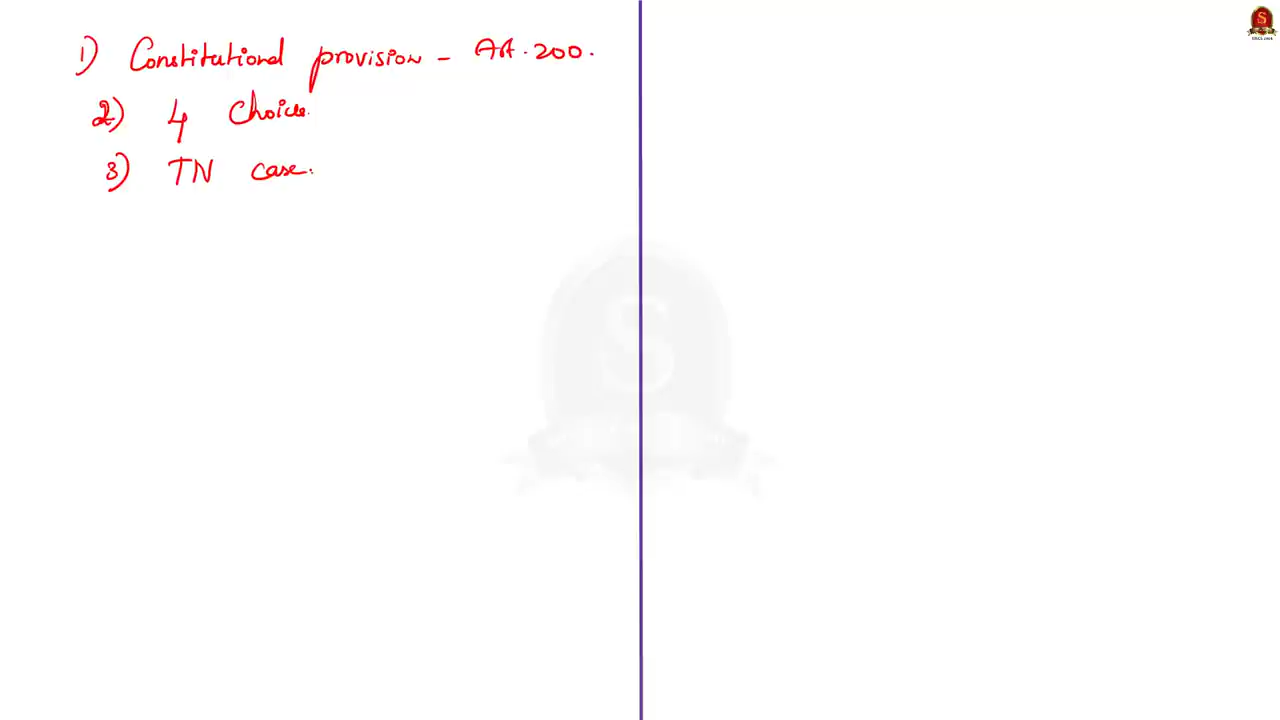 1) Constitutional provision - Art. 200.
2) 4 Choice.
3) TN case.